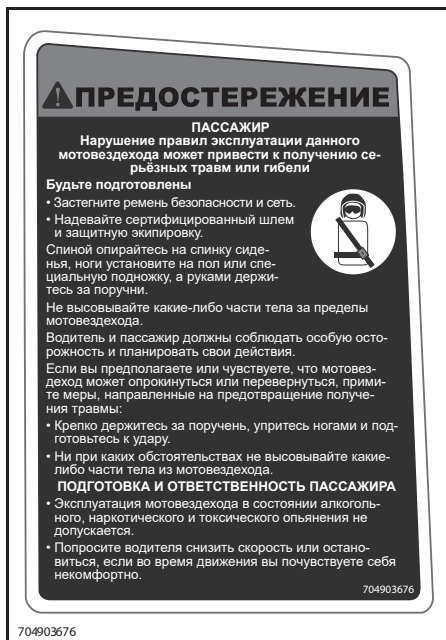 ПРЕДОСТЕРЕЖЕНИЕ
ПАССАЖИР
Нарушение правил эксплуатации данного
мотовездехода может привести к получению се-
рьёзных травм или гибели
Будьте подготовлены
• Застегните ремень безопасности и сеть.
• Надевайте сертифицированный шлем
и защитную экипировку.
Спиной опирайтесь на спинку сиде-
нья, ноги установите на пол или спе-
циальную подножку, а руками держи-
тесь за поручни.
Не высовывайте какие-либо части тела за пределы
мотовездехода.
Водитель и пассажир должны соблюдать особую осто-
рожность и планировать свои действия.
Если вы предполагаете или чувствуете, что мотовез-
деход может опрокинуться или перевернуться, прими-
те меры, направленные на предотвращение получе-
ния травмы:
• Крепко держитесь за поручень, упритесь ногами и под-
готовьтесь к удару.
• Ни при каких обстоятельствах не высовывайте какие-
либо части тела из мотовездехода.
ПОДГОТОВКА И ОТВЕТСТВЕННОСТЬ ПАССАЖИРА
• Эксплуатация мотовездехода в состоянии алкоголь-
ного, наркотического и токсического опьянения не
допускается.
• Попросите водителя снизить скорость или остано-
виться, если во время движения вы почувствуете себя
некомфортно.
704903676
704903676